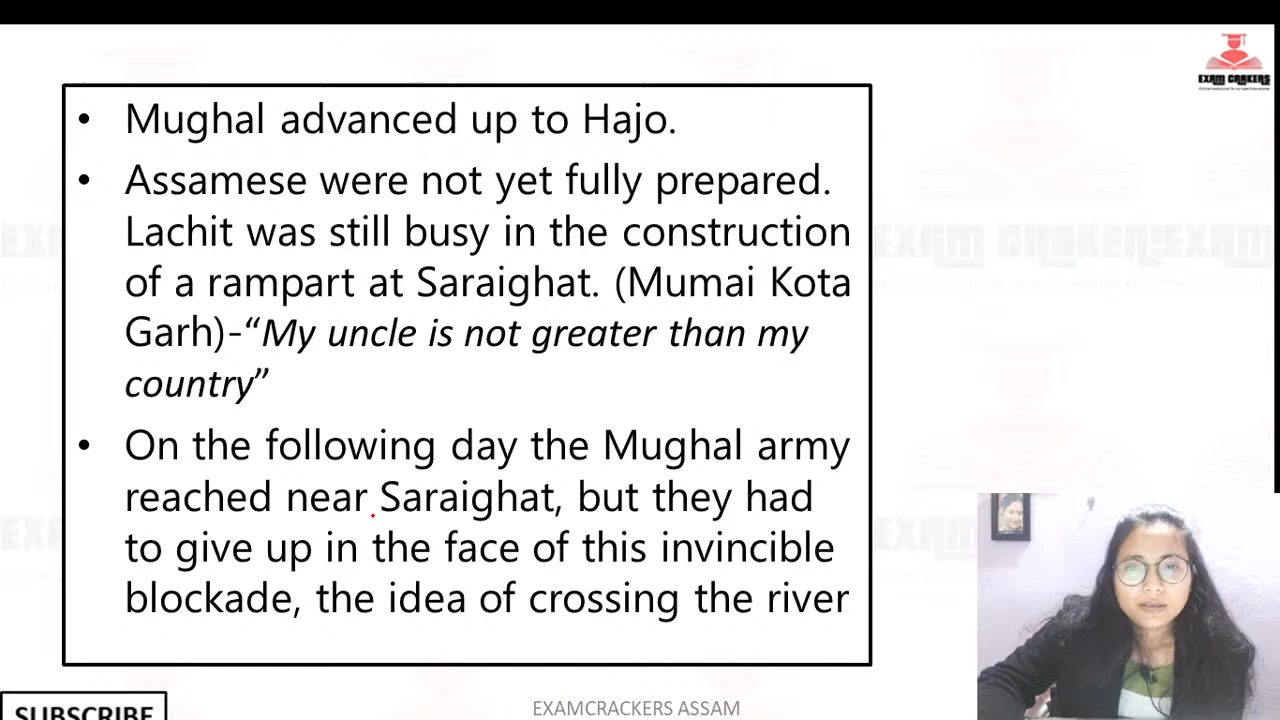 EXAM CRAKERS
• Mughal advanced up to Hajo.
• Assamese were not yet fully prepared.
Lachit was still busy in the construction
of a rampart at Saraighat. (Mumai Kota
Garh)-“My uncle is not greater than my
country”
• On the following day the Mughal army
reached near Saraighat, but they had
to give up in the face of this invincible
blockade, the idea of crossing the river
SUBSCRIBE
EXAMCRACKERS ASSAM